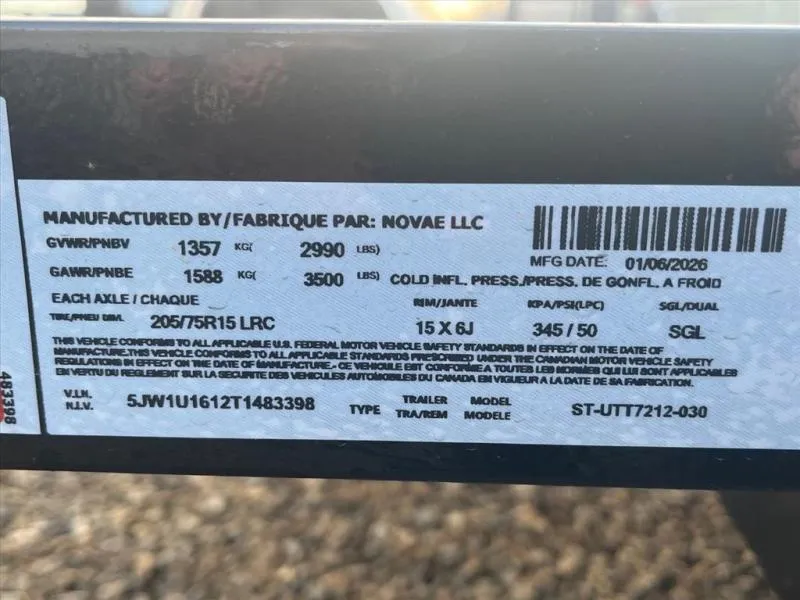 MANUFACTURED BY/FABRIQUE PAR: NOVAE LLC
GVWR/PNBV 1357 KG( 2990 LBS)
MFG DATE: 01/06/2026
GAWR/PNBE 1588 KG( 3500 LBS) COLD INFL. PRESS./PRESS. DE GONFL. A FROID
EACH AXLE / CHAQUE RIM/JANTE KPA/PSI(LPC) SGL/DUAL
TIRE/PNEU DIM. 205/75R15 LRC 15 X 6J 345 / 50 SGL
THIS VEHICLE CONFORMS TO ALL APPLICABLE U.S. FEDERAL MOTOR VEHICLE SAFETY STANDARDS IN EFFECT ON THE DATE OF
MANUFACTURE.THIS VEHICLE CONFORMS TO ALL APPLICABLE STANDARDS PRESCRIBED UNDER THE CANADIAN MOTOR VEHICLE SAFETY
REGULATIONS IN EFFECT ON THE DATE OF MANUFACTURE.- CE VEHICULE EST CONFORME A TOUTES LES NORMES QUI LUI SONT APPLICABLES
EN VERTU DU REGLEMENT SUR LA SECURITE DES VEHICULES AUTOMOBILES DU CANADA EN VIGUEUR A LA DATE DE SA FABRICATION.
V.I.N. 5JW1U1612T1483398 TYPE TRAILER MODEL ST-UTT7212-030
N.I.V. TRA/REM MODELE
483398